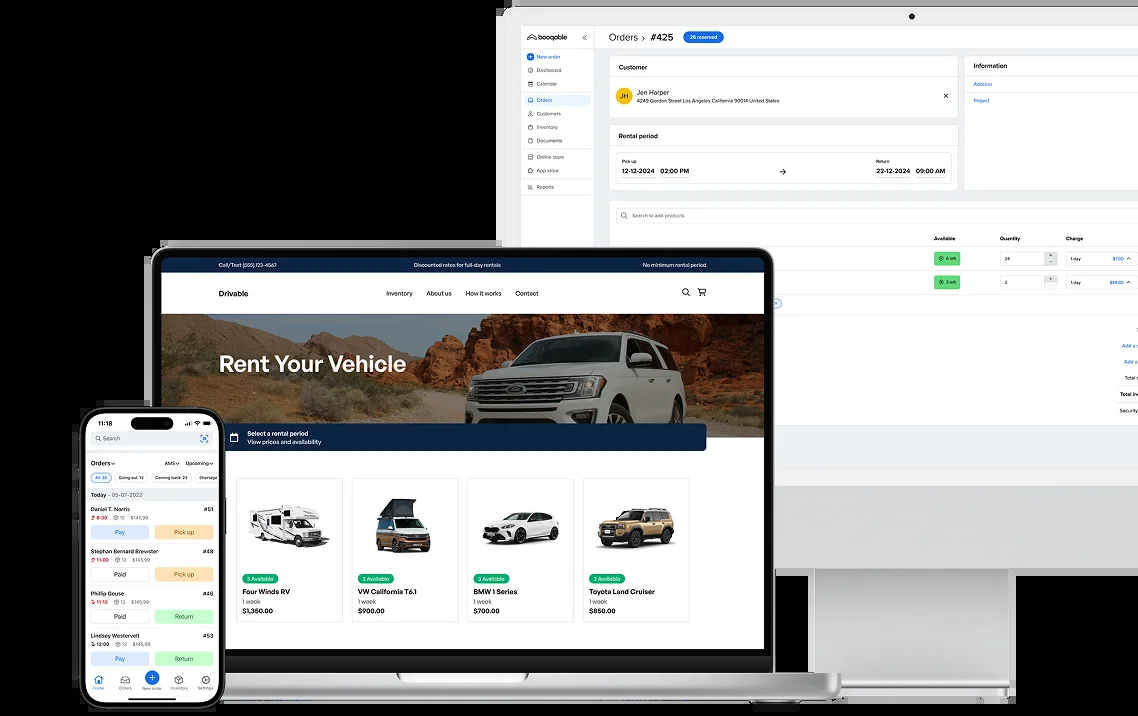 booqable
Orders > #425
26 reserved
New order
Dashboard
Calendar
Orders
Customers
Inventory
Documents
Online store
App store
Reports
Customer
JH
Jen Harper
4249 Gordon Street Los Angeles California 90014 United States
Information
Address
Project
Rental period
Pick up
12-12-2024 02:00 PM
Return
22-12-2024 09:00 AM
Search to add products
Available
Quantity
Charge
6 left
26
1 day
$7.00
3 left
2
1 day
$49.00
Add a
Add a
Total
Total in
Security
Call/Text (555) 123-4567
Discounted rates for full-day rentals
No minimum rental period
Drivable
Inventory
About us
How it works
Contact
Rent Your Vehicle
Select a rental period
View prices and availability
3 Available
Four Winds RV
1 week
$1,350.00
3 Available
VW California T6.1
1 week
$900.00
3 Available
BMW 1 Series
1 week
$700.00
3 Available
Toyota Land Cruiser
1 week
$850.00
11:18
Search
Orders
All
Upcoming
All 35
Going out 12
Coming back 23
Shortage
Today - 05-07-2022
Daniel T. Norris
#51
8:30 12 $145,99
Pay
Pick up
Stephan Bernard Brewster
#48
11:00 12 $145,99
Paid
Pick up
Philip Gouse
#46
11:15 12 $145,99
Paid
Return
Lindsey Westervelt
#53
12:00 12 $145,99
Pay
Return
Home
Orders
New order
Inventory
Settings